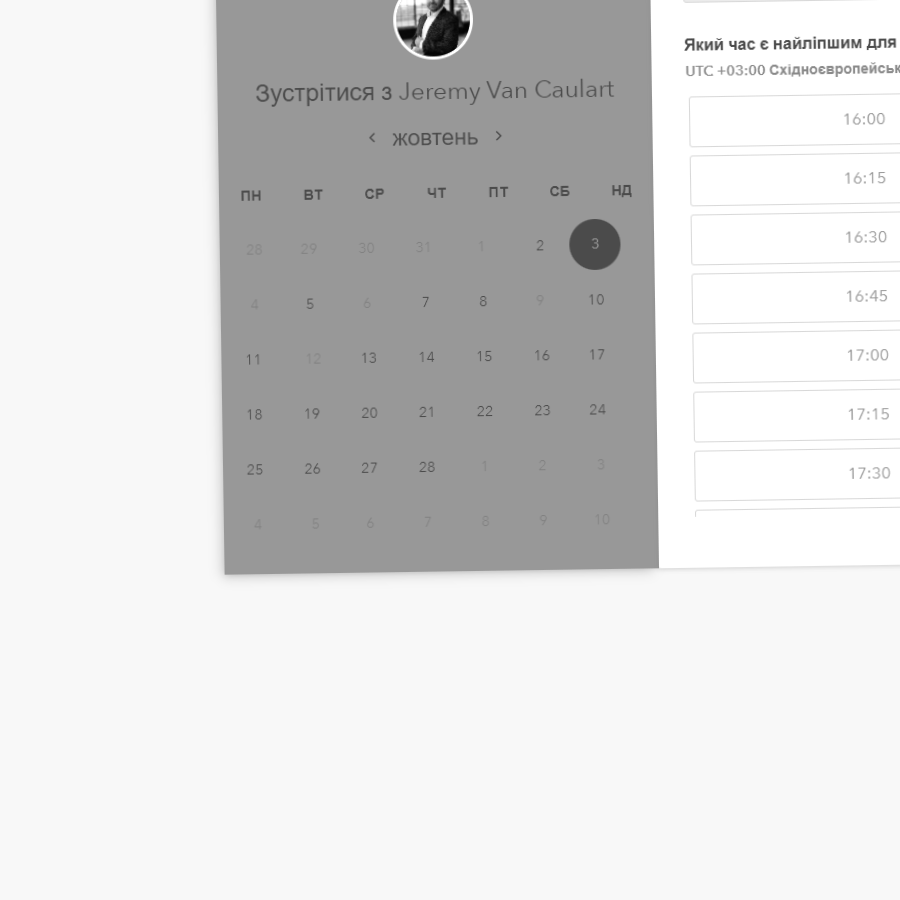 Зустрітися з Jeremy Van Caulart
< жовтень >
ПН ВТ СР ЧТ ПТ СБ НД
28 29 30 31 1 2 3
4 5 6 7 8 9 10
11 12 13 14 15 16 17
18 19 20 21 22 23 24
25 26 27 28 1 2 3
4 5 6 7 8 9 10
Який час є найліпшим для
UTC +03:00 Східноєвропейськ
16:00
16:15
16:30
16:45
17:00
17:15
17:30